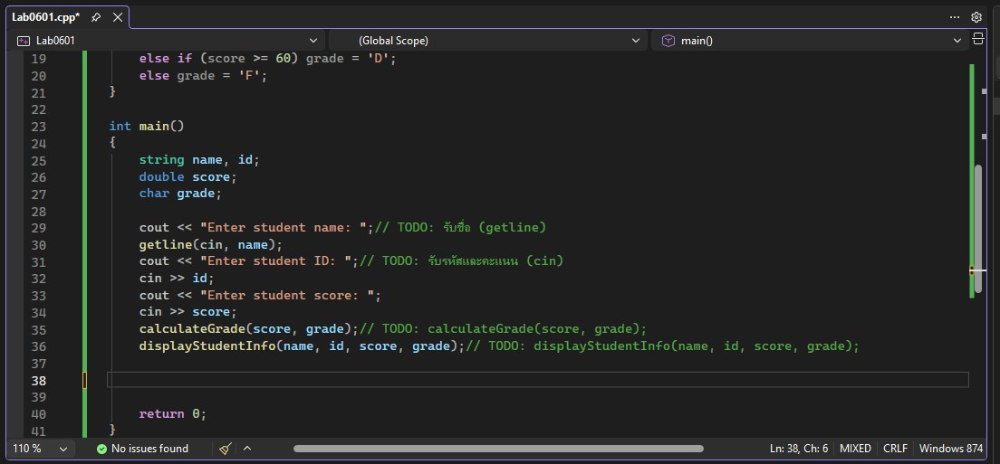 Lab0601.cpp*
Lab0601 (Global Scope) main()
19 else if (score >= 60) grade = 'D';
20 else grade = 'F';
21 }
22
23 int main()
24 {
25 string name, id;
26 double score;
27 char grade;
28
29 cout << "Enter student name: ";// TODO: รับชื่อ (getline)
30 getline(cin, name);
31 cout << "Enter student ID: ";// TODO: รับรหัสและคะแนน (cin)
32 cin >> id;
33 cout << "Enter student score: ";
34 cin >> score;
35 calculateGrade(score, grade);// TODO: calculateGrade(score, grade);
36 displayStudentInfo(name, id, score, grade);// TODO: displayStudentInfo(name, id, score, grade);
37
38
39
40 return 0;
41 }
110 % No issues found Ln: 38, Ch: 6 MIXED CRLF Windows 874